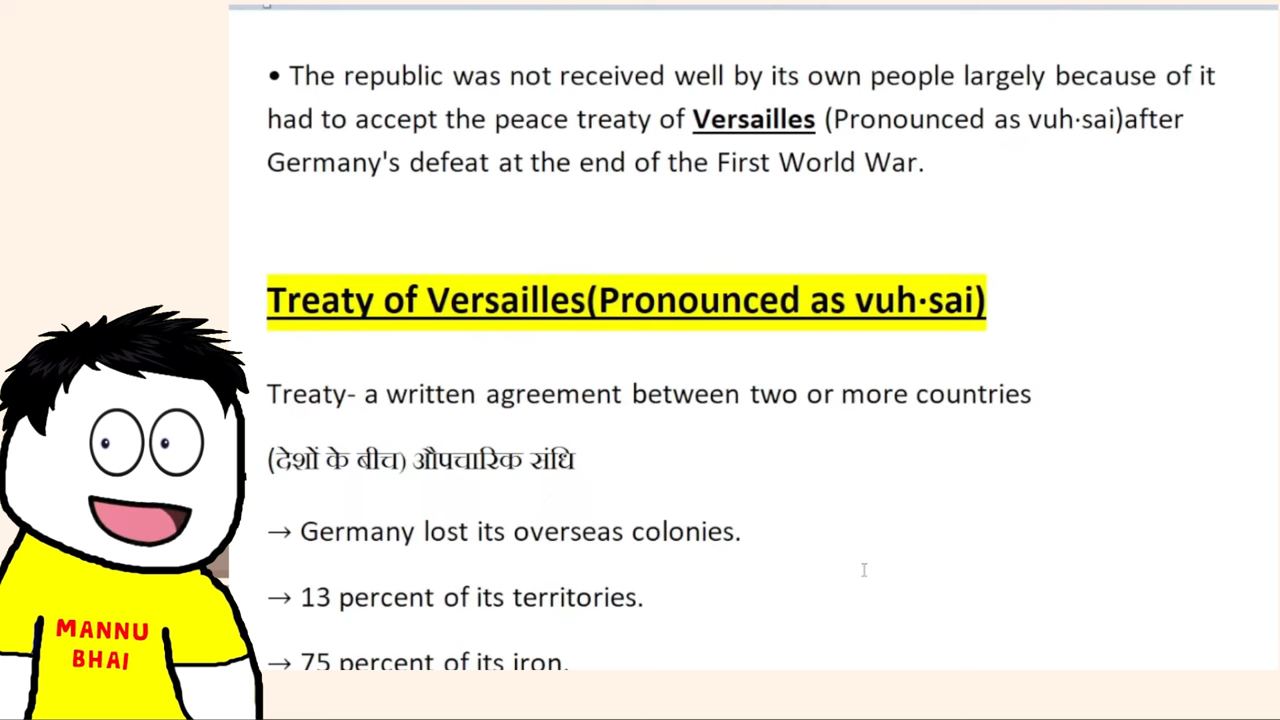 • The republic was not received well by its own people largely because of it
had to accept the peace treaty of Versailles (Pronounced as vuh·sai)after
Germany's defeat at the end of the First World War.
Treaty of Versailles(Pronounced as vuh·sai)
Treaty- a written agreement between two or more countries
(देशों के बीच) औपचारिक संधि
→ Germany lost its overseas colonies.
→ 13 percent of its territories.
→ 75 percent of its iron.
MANNU
BHAI